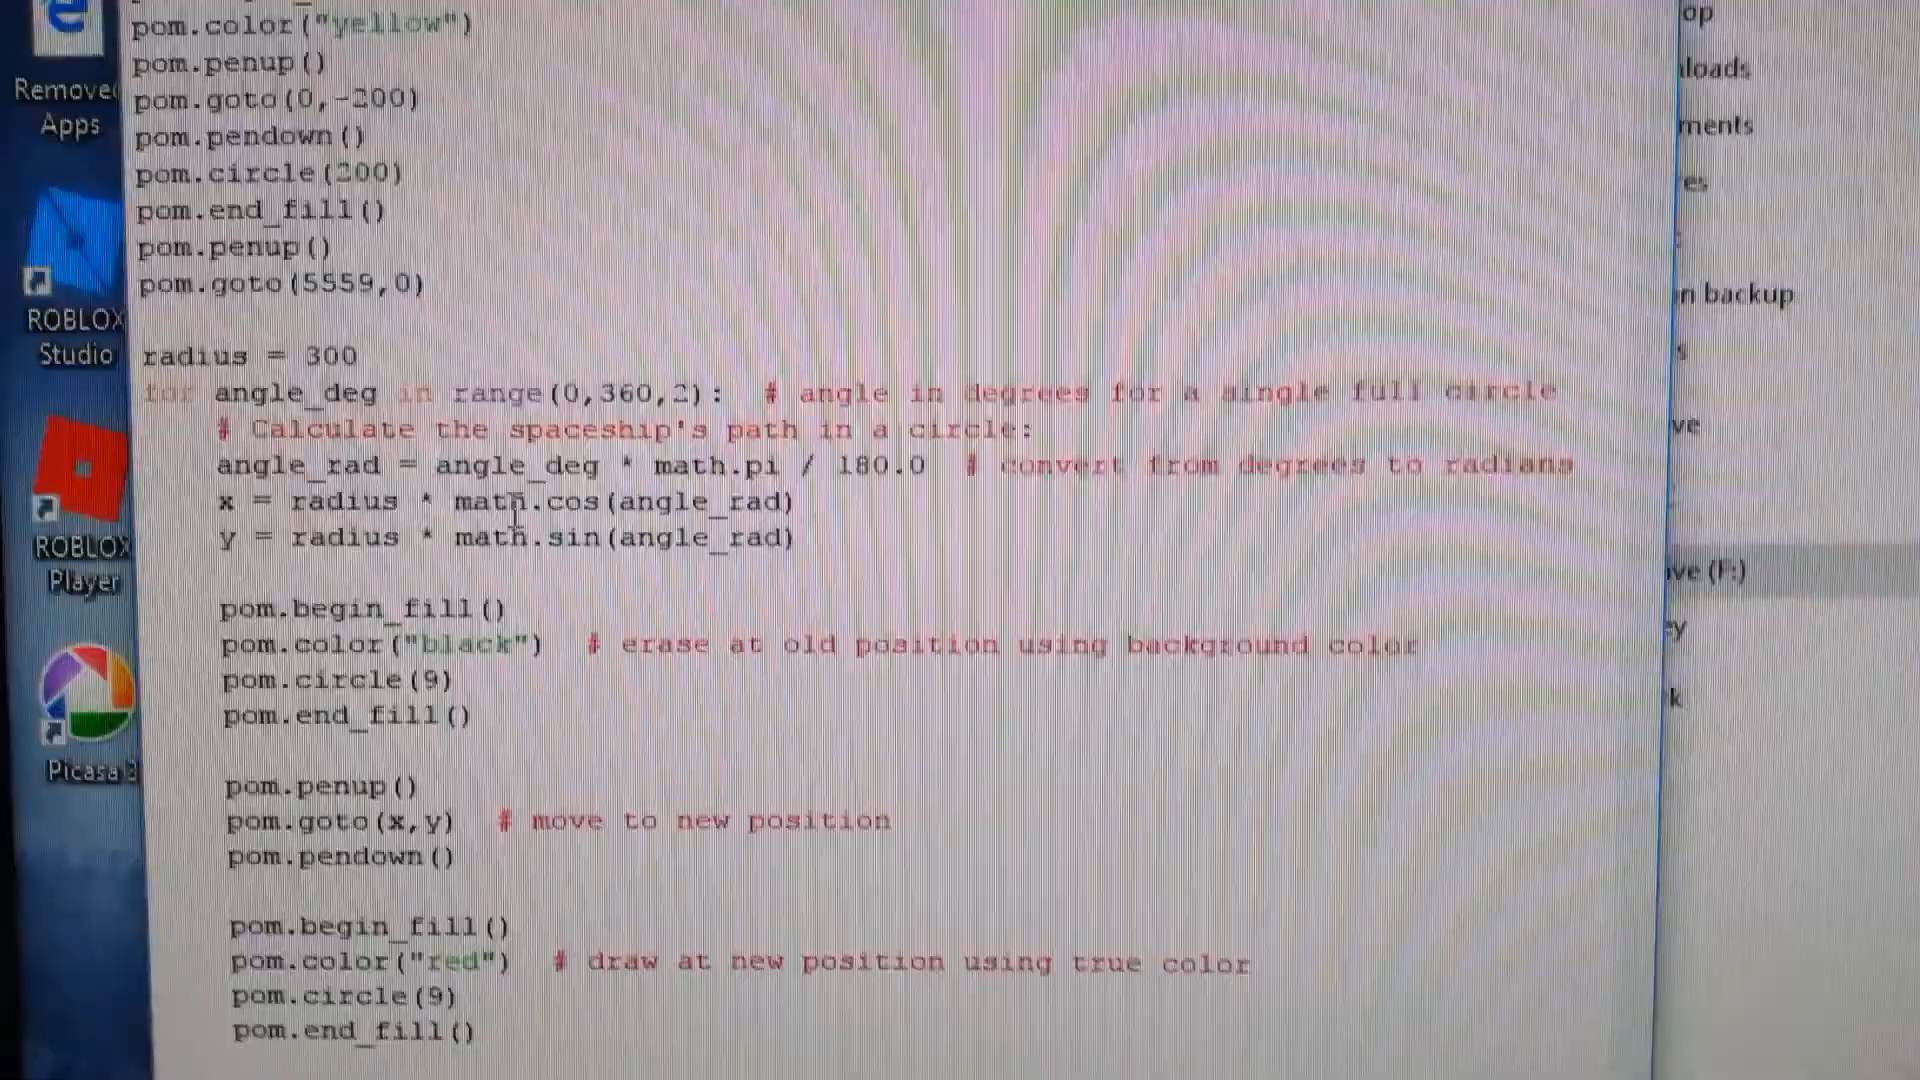 pom.color("yellow")
pom.penup()
pom.goto(0,-200)
pom.pendown()
pom.circle(200)
pom.end_fill()
pom.penup()
pom.goto(5559,0)
radius = 300
for angle_deg in range(0,360,2): # angle in degrees for a single full circle
# Calculate the spaceship's path in a circle:
angle_rad = angle_deg * math.pi / 180.0 # convert from degrees to radians
x = radius * math.cos(angle_rad)
y = radius * math.sin(angle_rad)
pom.begin_fill()
pom.color("black") # erase at old position using background color
pom.circle(9)
pom.end_fill()
pom.penup()
pom.goto(x,y) # move to new position
pom.pendown()
pom.begin_fill()
pom.color("red") # draw at new position using true color
pom.circle(9)
pom.end_fill()
Remove
Apps
ROBLOX
Studio
ROBLOX
Player
Picasa 3
op
loads
ments
es
n backup
s
ve
ve (F:)
y
k